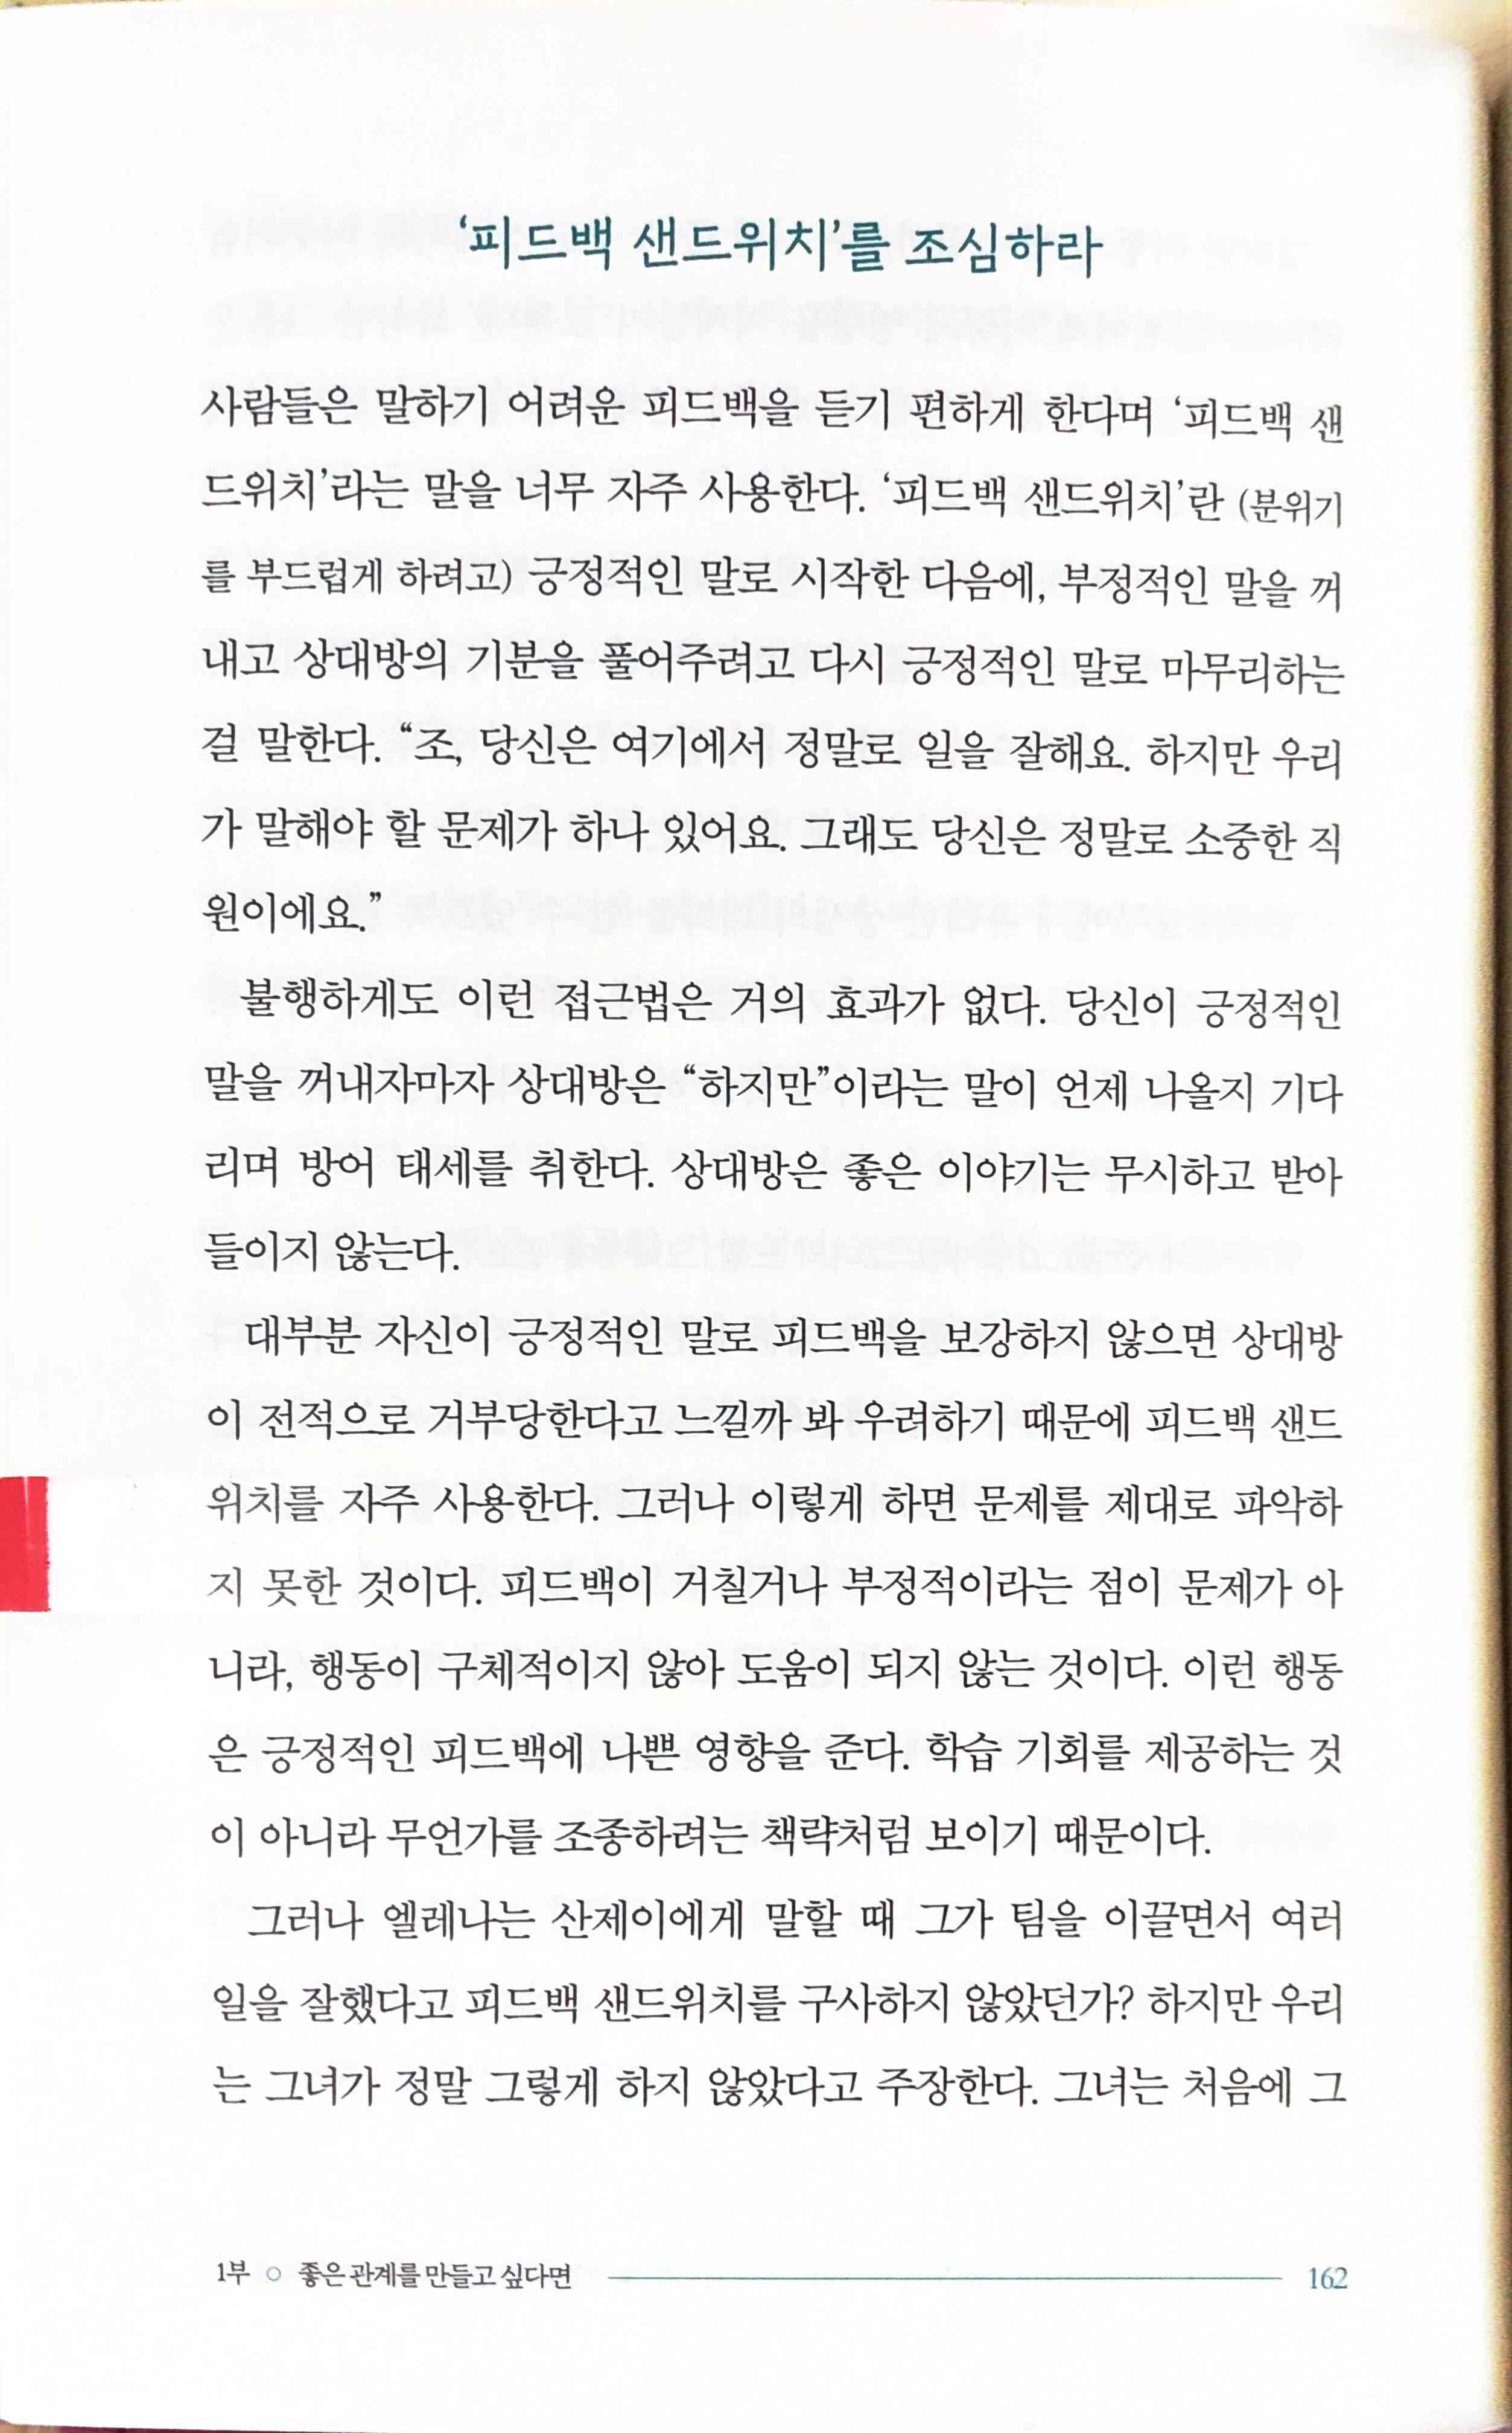 ‘피드백 샌드위치’를 조심하라
사람들은 말하기 어려운 피드백을 듣기 편하게 한다며 ‘피드백 샌
드위치’라는 말을 너무 자주 사용한다. ‘피드백 샌드위치’란 (분위기
를 부드럽게 하려고) 긍정적인 말로 시작한 다음에, 부정적인 말을 꺼
내고 상대방의 기분을 풀어주려고 다시 긍정적인 말로 마무리하는
걸 말한다. “조, 당신은 여기에서 정말로 일을 잘해요. 하지만 우리
가 말해야 할 문제가 하나 있어요. 그래도 당신은 정말로 소중한 직
원이에요.”
불행하게도 이런 접근법은 거의 효과가 없다. 당신이 긍정적인
말을 꺼내자마자 상대방은 “하지만”이라는 말이 언제 나올지 기다
리며 방어 태세를 취한다. 상대방은 좋은 이야기는 무시하고 받아
들이지 않는다.
대부분 자신이 긍정적인 말로 피드백을 보강하지 않으면 상대방
이 전적으로 거부당한다고 느낄까 봐 우려하기 때문에 피드백 샌드
위치를 자주 사용한다. 그러나 이렇게 하면 문제를 제대로 파악하
지 못한 것이다. 피드백이 거칠거나 부정적이라는 점이 문제가 아
니라, 행동이 구체적이지 않아 도움이 되지 않는 것이다. 이런 행동
은 긍정적인 피드백에 나쁜 영향을 준다. 학습 기회를 제공하는 것
이 아니라 무언가를 조종하려는 책략처럼 보이기 때문이다.
그러나 엘레나는 산제이에게 말할 때 그가 팀을 이끌면서 여러
일을 잘했다고 피드백 샌드위치를 구사하지 않았던가? 하지만 우리
는 그녀가 정말 그렇게 하지 않았다고 주장한다. 그녀는 처음에 그
1부 ○ 좋은 관계를 만들고 싶다면 162